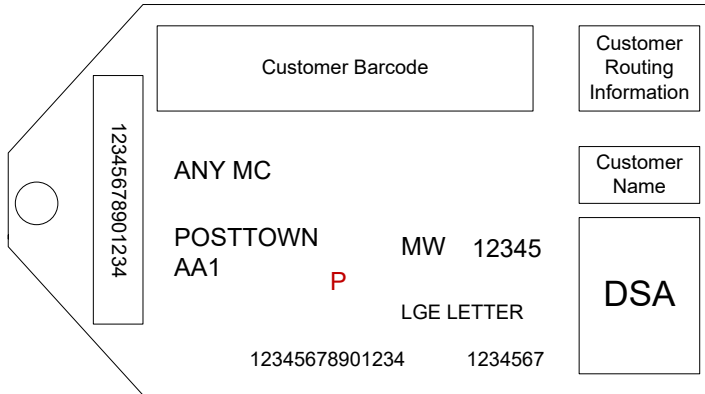 Customer Barcode
Customer
Routing
Information
12345678901234
ANY MC
Customer
Name
POSTTOWN
AA1
P
MW 12345
DSA
LGE LETTER
12345678901234 1234567